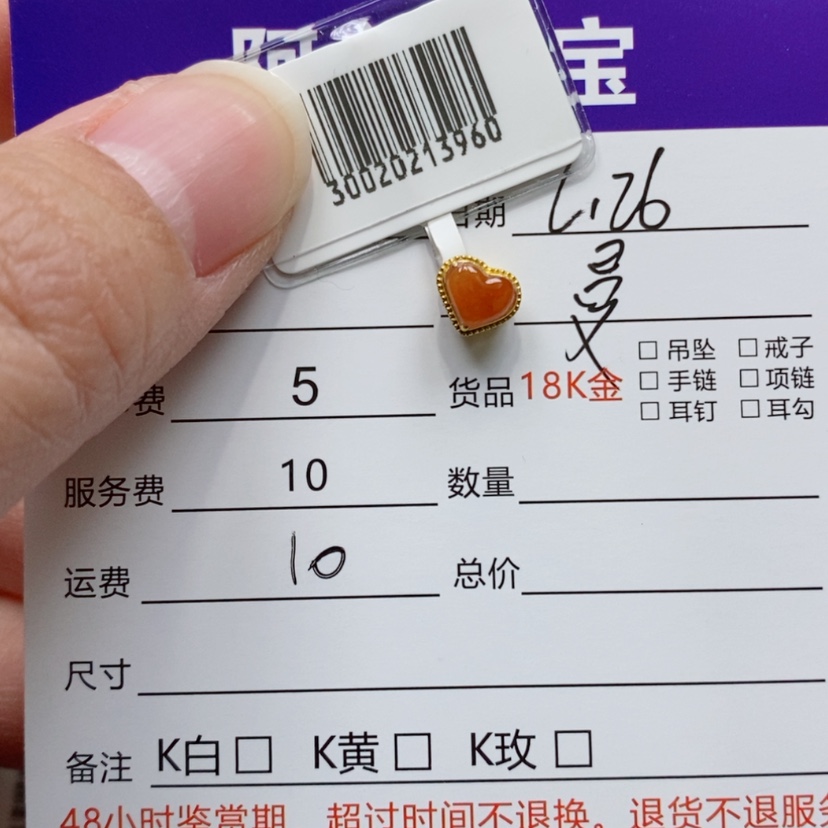 宝
30020213960
日期
费 5 货品 18K金 □ 吊坠 □ 戒子
□ 手链 □ 项链
□ 耳钉 □ 耳勾
服务费 10 数量
运费 10 总价
尺寸
备注 K白 □ K黄 □ K玫 □
48小时鉴赏期 超过时间不退换。退货不退服务